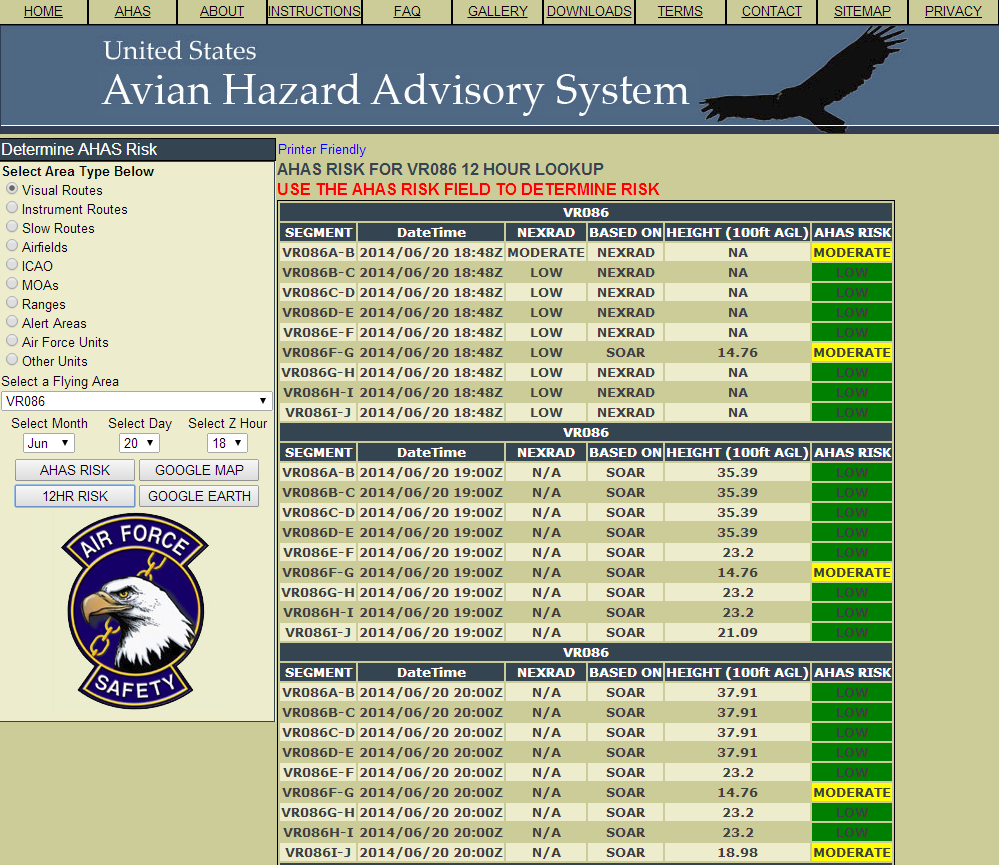 HOME AHAS ABOUT INSTRUCTIONS FAQ GALLERY DOWNLOADS TERMS CONTACT SITEMAP PRIVACY
United States
Avian Hazard Advisory System
Determine AHAS Risk
Select Area Type Below
Visual Routes
Instrument Routes
Slow Routes
Airfields
ICAO
MOAs
Ranges
Alert Areas
Air Force Units
Other Units
Select a Flying Area
VR086
Select Month Select Day Select Z Hour
Jun 20 18
AHAS RISK GOOGLE MAP
12HR RISK GOOGLE EARTH
AIR FORCE
SAFETY
Printer Friendly
AHAS RISK FOR VR086 12 HOUR LOOKUP
USE THE AHAS RISK FIELD TO DETERMINE RISK
VR086
SEGMENT DateTime NEXRAD BASED ON HEIGHT (100ft AGL) AHAS RISK
VR086A-B 2014/06/20 18:48Z MODERATE NEXRAD NA MODERATE
VR086B-C 2014/06/20 18:48Z LOW NEXRAD NA LOW
VR086C-D 2014/06/20 18:48Z LOW NEXRAD NA LOW
VR086D-E 2014/06/20 18:48Z LOW NEXRAD NA LOW
VR086E-F 2014/06/20 18:48Z LOW NEXRAD NA LOW
VR086F-G 2014/06/20 18:48Z LOW SOAR 14.76 MODERATE
VR086G-H 2014/06/20 18:48Z LOW NEXRAD NA LOW
VR086H-I 2014/06/20 18:48Z LOW NEXRAD NA LOW
VR086I-J 2014/06/20 18:48Z LOW NEXRAD NA LOW
VR086
SEGMENT DateTime NEXRAD BASED ON HEIGHT (100ft AGL) AHAS RISK
VR086A-B 2014/06/20 19:00Z N/A SOAR 35.39 LOW
VR086B-C 2014/06/20 19:00Z N/A SOAR 35.39 LOW
VR086C-D 2014/06/20 19:00Z N/A SOAR 35.39 LOW
VR086D-E 2014/06/20 19:00Z N/A SOAR 35.39 LOW
VR086E-F 2014/06/20 19:00Z N/A SOAR 23.2 LOW
VR086F-G 2014/06/20 19:00Z N/A SOAR 14.76 MODERATE
VR086G-H 2014/06/20 19:00Z N/A SOAR 23.2 LOW
VR086H-I 2014/06/20 19:00Z N/A SOAR 23.2 LOW
VR086I-J 2014/06/20 19:00Z N/A SOAR 21.09 LOW
VR086
SEGMENT DateTime NEXRAD BASED ON HEIGHT (100ft AGL) AHAS RISK
VR086A-B 2014/06/20 20:00Z N/A SOAR 37.91 LOW
VR086B-C 2014/06/20 20:00Z N/A SOAR 37.91 LOW
VR086C-D 2014/06/20 20:00Z N/A SOAR 37.91 LOW
VR086D-E 2014/06/20 20:00Z N/A SOAR 37.91 LOW
VR086E-F 2014/06/20 20:00Z N/A SOAR 23.2 LOW
VR086F-G 2014/06/20 20:00Z N/A SOAR 14.76 MODERATE
VR086G-H 2014/06/20 20:00Z N/A SOAR 23.2 LOW
VR086H-I 2014/06/20 20:00Z N/A SOAR 23.2 LOW
VR086I-J 2014/06/20 20:00Z N/A SOAR 18.98 MODERATE